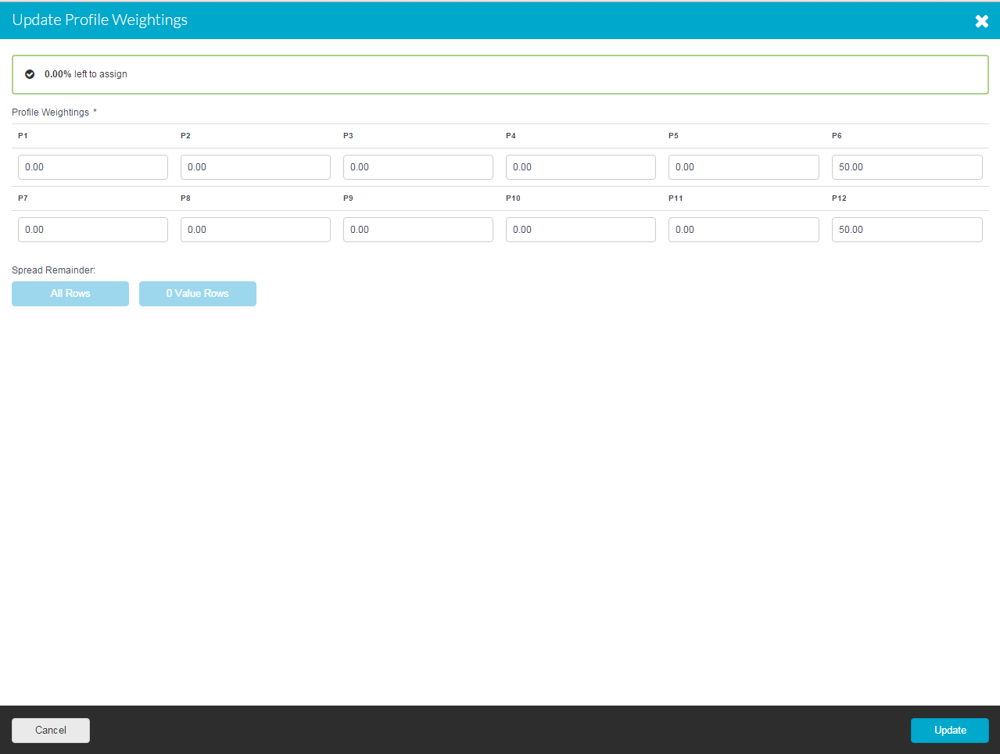 Update Profile Weightings
0.00% left to assign
Profile Weightings *
P1 P2 P3 P4 P5 P6
0.00 0.00 0.00 0.00 0.00 50.00
P7 P8 P9 P10 P11 P12
0.00 0.00 0.00 0.00 0.00 50.00
Spread Remainder:
All Rows 0 Value Rows
Cancel Update